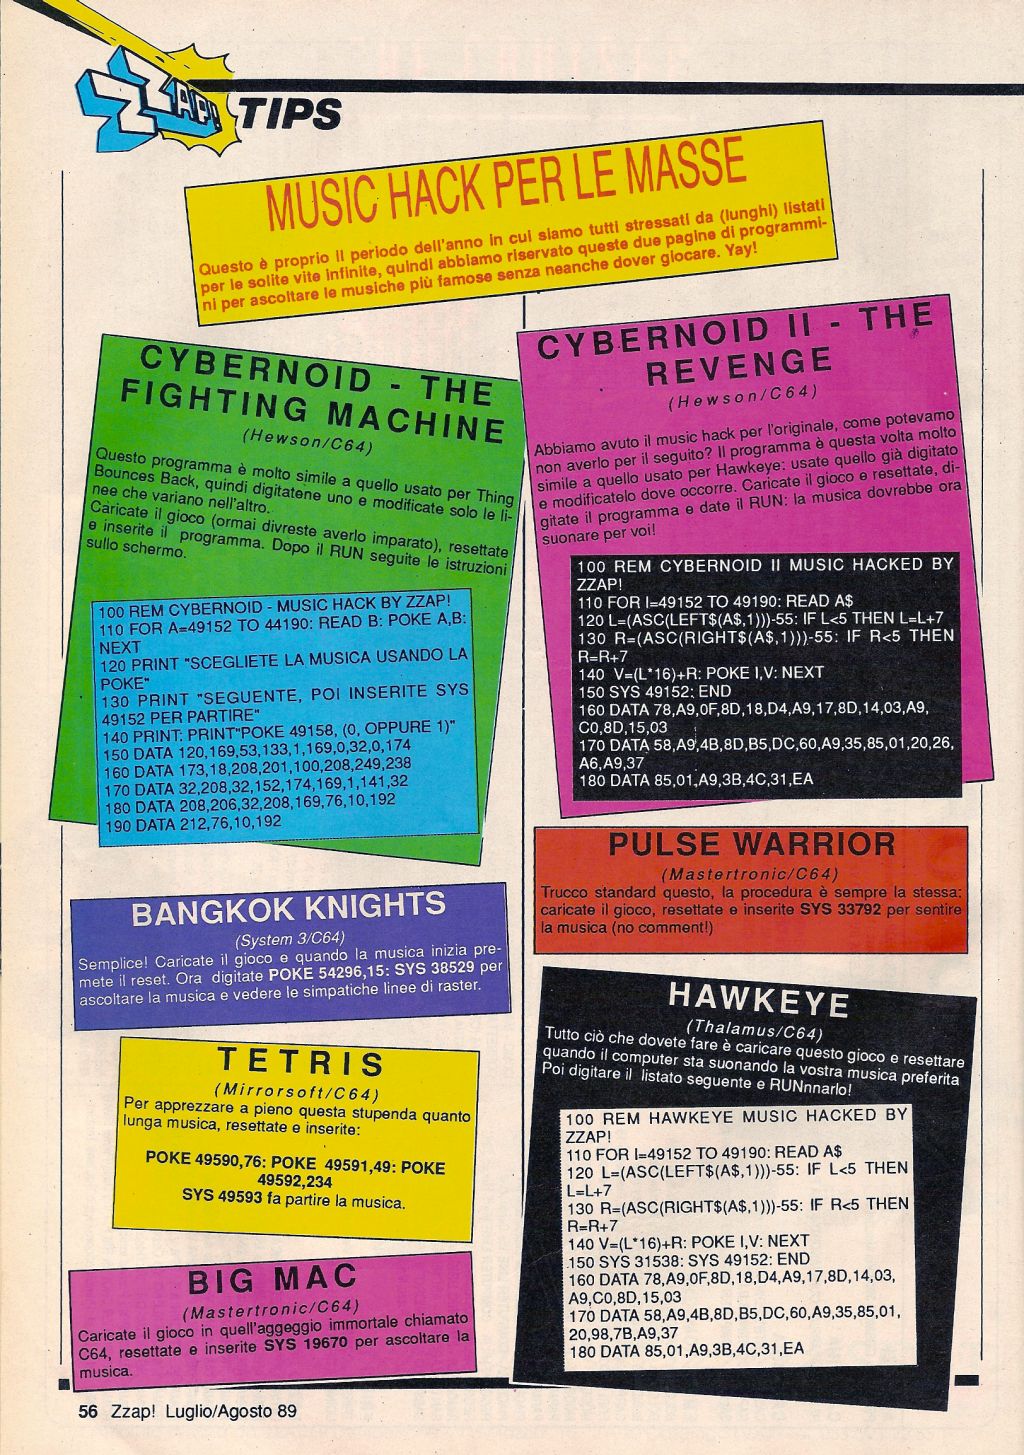 ZZAP! TIPS
MUSIC HACK PER LE MASSE
Questo è proprio il periodo dell'anno in cui siamo tutti stressati da (lunghi) listati
per le solite vite infinite, quindi abbiamo riservato queste due pagine di programmi-
ni per ascoltare le musiche più famose senza neanche dover giocare. Yay!
CYBERNOID - THE
FIGHTING MACHINE
(Hewson/C64)
Questo programma è molto simile a quello usato per Thing
Bounces Back, quindi digitatene uno e modificate solo le li-
nee che variano nell'altro.
Caricate il gioco (ormai divreste averlo imparato), resettate
e inserite il programma. Dopo il RUN seguite le istruzioni
sullo schermo.
100 REM CYBERNOID - MUSIC HACK BY ZZAP!
110 FOR A=49152 TO 44190: READ B: POKE A,B:
NEXT
120 PRINT "SCEGLIETE LA MUSICA USANDO LA
POKE"
130 PRINT "SEGUENTE, POI INSERITE SYS
49152 PER PARTIRE"
140 PRINT: PRINT"POKE 49158, (0, OPPURE 1)"
150 DATA 120,169,53,133,1,169,0,32,0,174
160 DATA 173,18,208,201,100,208,249,238
170 DATA 32,208,32,152,174,169,1,141,32
180 DATA 208,206,32,208,169,76,10,192
190 DATA 212,76,10,192
BANGKOK KNIGHTS
(System 3/C64)
Semplice! Caricate il gioco e quando la musica inizia pre-
mete il reset. Ora digitate POKE 54296,15: SYS 38529 per
ascoltare la musica e vedere le simpatiche linee di raster.
TETRIS
(Mirrorsoft/C64)
Per apprezzare a pieno questa stupenda quanto
lunga musica, resettate e inserite:
POKE 49590,76: POKE 49591,49: POKE
49592,234
SYS 49593 fa partire la musica.
BIG MAC
(Mastertronic/C64)
Caricate il gioco in quell'aggeggio immortale chiamato
C64, resettate e inserite SYS 19670 per ascoltare la
musica.
CYBERNOID II - THE
REVENGE
(Hewson/C64)
Abbiamo avuto il music hack per l'originale, come potevamo
non averlo per il seguito? Il programma è questa volta molto
simile a quello usato per Hawkeye: usate quello già digitato
e modificatelo dove occorre. Caricate il gioco e resettate, di-
gitate il programma e date il RUN: la musica dovrebbe ora
suonare per voi!
100 REM CYBERNOID II MUSIC HACKED BY
ZZAP!
110 FOR I=49152 TO 49190: READ A$
120 L=(ASC(LEFT$(A$,1)))-55: IF L<5 THEN L=L+7
130 R=(ASC(RIGHT$(A$,1)))-55: IF R<5 THEN
R=R+7
140 V=(L*16)+R: POKE I,V: NEXT
150 SYS 49152: END
160 DATA 78,A9,0F,8D,18,D4,A9,17,8D,14,03,A9,
C0,8D,15,03
170 DATA 58,A9,4B,8D,B5,DC,60,A9,35,85,01,20,26,
A6,A9,37
180 DATA 85,01,A9,3B,4C,31,EA
PULSE WARRIOR
(Mastertronic/C64)
Trucco standard questo, la procedura è sempre la stessa:
caricate il gioco, resettate e inserite SYS 33792 per sentire
la musica (no comment!)
HAWKEYE
(Thalamus/C64)
Tutto ciò che dovete fare è caricare questo gioco e resettare
quando il computer sta suonando la vostra musica preferita
Poi digitare il listato seguente e RUNnnarlo!
100 REM HAWKEYE MUSIC HACKED BY
ZZAP!
110 FOR I=49152 TO 49190: READ A$
120 L=(ASC(LEFT$(A$,1)))-55: IF L<5 THEN
L=L+7
130 R=(ASC(RIGHT$(A$,1)))-55: IF R<5 THEN
R=R+7
140 V=(L*16)+R: POKE I,V: NEXT
150 SYS 31538: SYS 49152: END
160 DATA 78,A9,0F,8D,18,D4,A9,17,8D,14,03,
A9,C0,8D,15,03
170 DATA 58,A9,4B,8D,B5,DC,60,A9,35,85,01,
20,98,7B,A9,37
180 DATA 85,01,A9,3B,4C,31,EA
56 Zzap! Luglio/Agosto 89